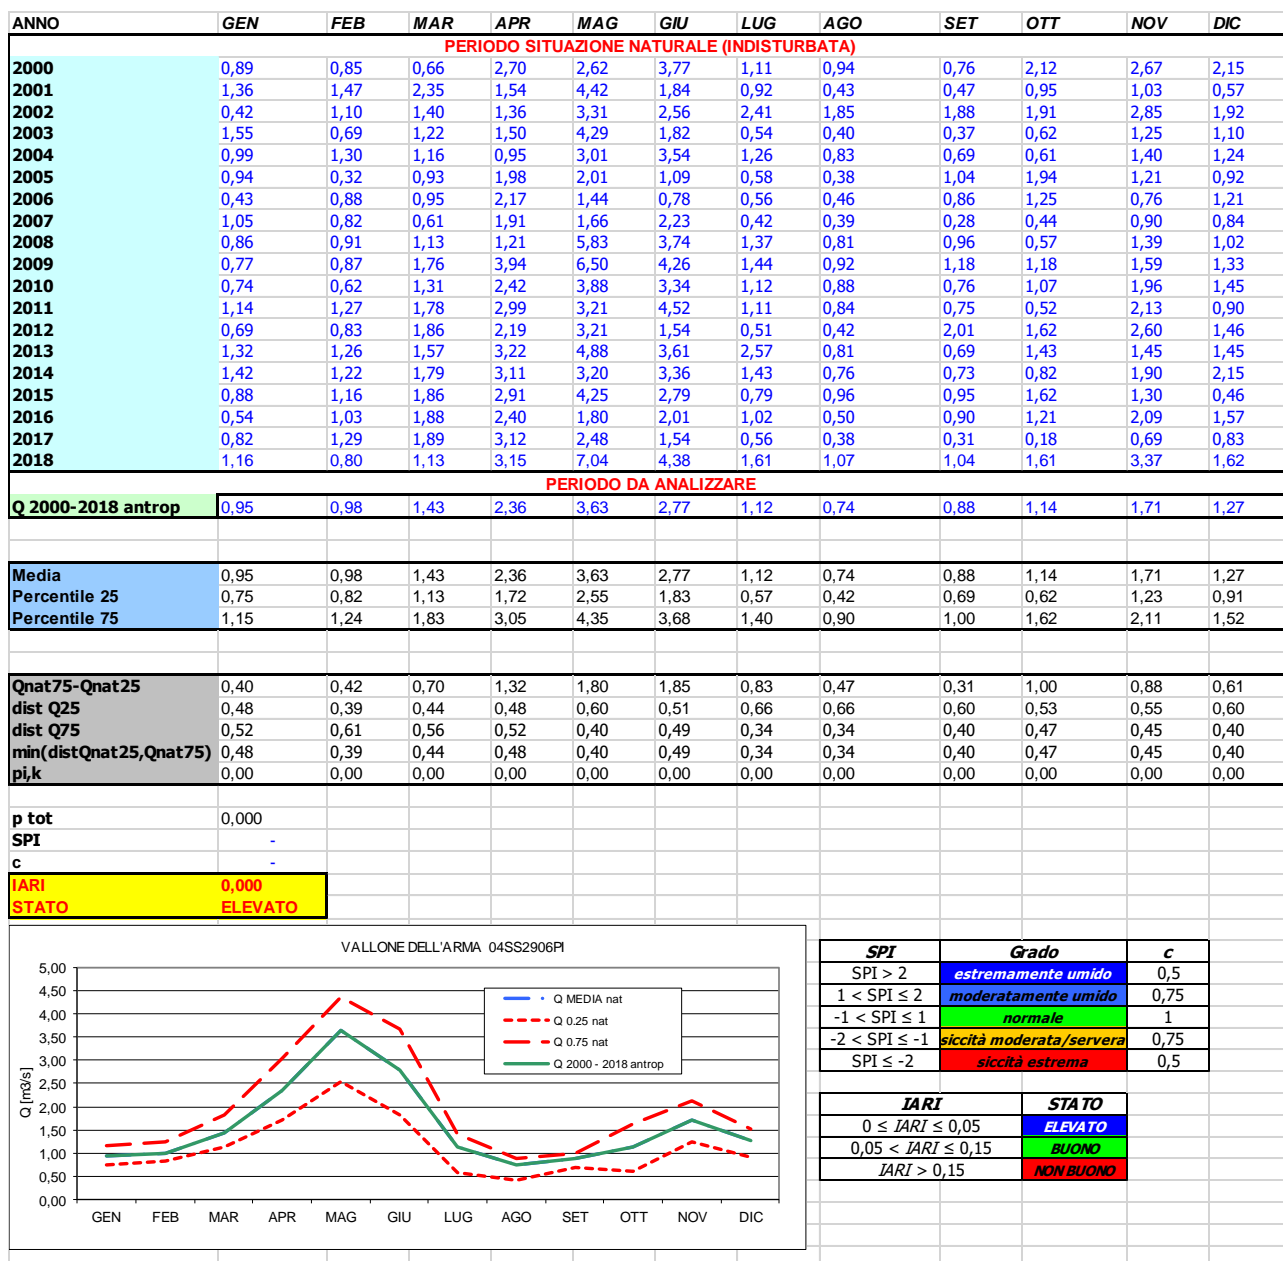 ANNO GEN FEB MAR APR MAG GIU LUG AGO SET OTT NOV DIC
PERIODO SITUAZIONE NATURALE (INDISTURBATA)
2000 0,89 0,85 0,66 2,70 2,62 3,77 1,11 0,94 0,76 2,12 2,67 2,15
2001 1,36 1,47 2,35 1,54 4,42 1,84 0,92 0,43 0,47 0,95 1,03 0,57
2002 0,42 1,10 1,40 1,36 3,31 2,56 2,41 1,85 1,88 1,91 2,85 1,92
2003 1,55 0,69 1,22 1,50 4,29 1,82 0,54 0,40 0,37 0,62 1,25 1,10
2004 0,99 1,30 1,16 0,95 3,01 3,54 1,26 0,83 0,69 0,61 1,40 1,24
2005 0,94 0,32 0,93 1,98 2,01 1,09 0,58 0,38 1,04 1,94 1,21 0,92
2006 0,43 0,88 0,95 2,17 1,44 0,78 0,56 0,46 0,86 1,25 0,76 1,21
2007 1,05 0,82 0,61 1,91 1,66 2,23 0,42 0,39 0,28 0,44 0,90 0,84
2008 0,86 0,91 1,13 1,21 5,83 3,74 1,37 0,81 0,96 0,57 1,39 1,02
2009 0,77 0,87 1,76 3,94 6,50 4,26 1,44 0,92 1,18 1,18 1,59 1,33
2010 0,74 0,62 1,31 2,42 3,88 3,34 1,12 0,88 0,76 1,07 1,96 1,45
2011 1,14 1,27 1,78 2,99 3,21 4,52 1,11 0,84 0,75 0,52 2,13 0,90
2012 0,69 0,83 1,86 2,19 3,21 1,54 0,51 0,42 2,01 1,62 2,60 1,46
2013 1,32 1,26 1,57 3,22 4,88 3,61 2,57 0,81 0,69 1,43 1,45 1,45
2014 1,42 1,22 1,79 3,11 3,20 3,36 1,43 0,76 0,73 0,82 1,90 2,15
2015 0,88 1,16 1,86 2,91 4,25 2,79 0,79 0,96 0,95 1,62 1,30 0,46
2016 0,54 1,03 1,88 2,40 1,80 2,01 1,02 0,50 0,90 1,21 2,09 1,57
2017 0,82 1,29 1,89 3,12 2,48 1,54 0,56 0,38 0,31 0,18 0,69 0,83
2018 1,16 0,80 1,13 3,15 7,04 4,38 1,61 1,07 1,04 1,61 3,37 1,62
PERIODO DA ANALIZZARE
Q 2000-2018 antrop 0,95 0,98 1,43 2,36 3,63 2,77 1,12 0,74 0,88 1,14 1,71 1,27
Media 0,95 0,98 1,43 2,36 3,63 2,77 1,12 0,74 0,88 1,14 1,71 1,27
Percentile 25 0,75 0,82 1,13 1,72 2,55 1,83 0,57 0,42 0,69 0,62 1,23 0,91
Percentile 75 1,15 1,24 1,83 3,05 4,35 3,68 1,40 0,90 1,00 1,62 2,11 1,52
Qnat75-Qnat25 0,40 0,42 0,70 1,32 1,80 1,85 0,83 0,47 0,31 1,00 0,88 0,61
dist Q25 0,48 0,39 0,44 0,48 0,60 0,51 0,66 0,66 0,60 0,53 0,55 0,60
dist Q75 0,52 0,61 0,56 0,52 0,40 0,49 0,34 0,34 0,40 0,47 0,45 0,40
min(distQnat25,Qnat75) 0,48 0,39 0,44 0,48 0,40 0,49 0,34 0,34 0,40 0,47 0,45 0,40
pi,k 0,00 0,00 0,00 0,00 0,00 0,00 0,00 0,00 0,00 0,00 0,00 0,00
p tot 0,000
SPI -
c -
IARI 0,000
STATO ELEVATO
VALLONE DELL'ARMA 04SS2906PI
Q [m3/s]
5,00
4,50
4,00
3,50
3,00
2,50
2,00
1,50
1,00
0,50
0,00
GEN FEB MAR APR MAG GIU LUG AGO SET OTT NOV DIC
Q MEDIA nat
Q 0.25 nat
Q 0.75 nat
Q 2000 - 2018 antrop
SPI Grado c
SPI > 2 estremamente umido 0,5
1 < SPI ≤ 2 moderatamente umido 0,75
-1 < SPI ≤ 1 normale 1
-2 < SPI ≤ -1 siccità moderata/servera 0,75
SPI ≤ -2 siccità estrema 0,5
IARI STATO
0 ≤ IARI ≤ 0,05 ELEVATO
0,05 < IARI ≤ 0,15 BUONO
IARI > 0,15 NON BUONO